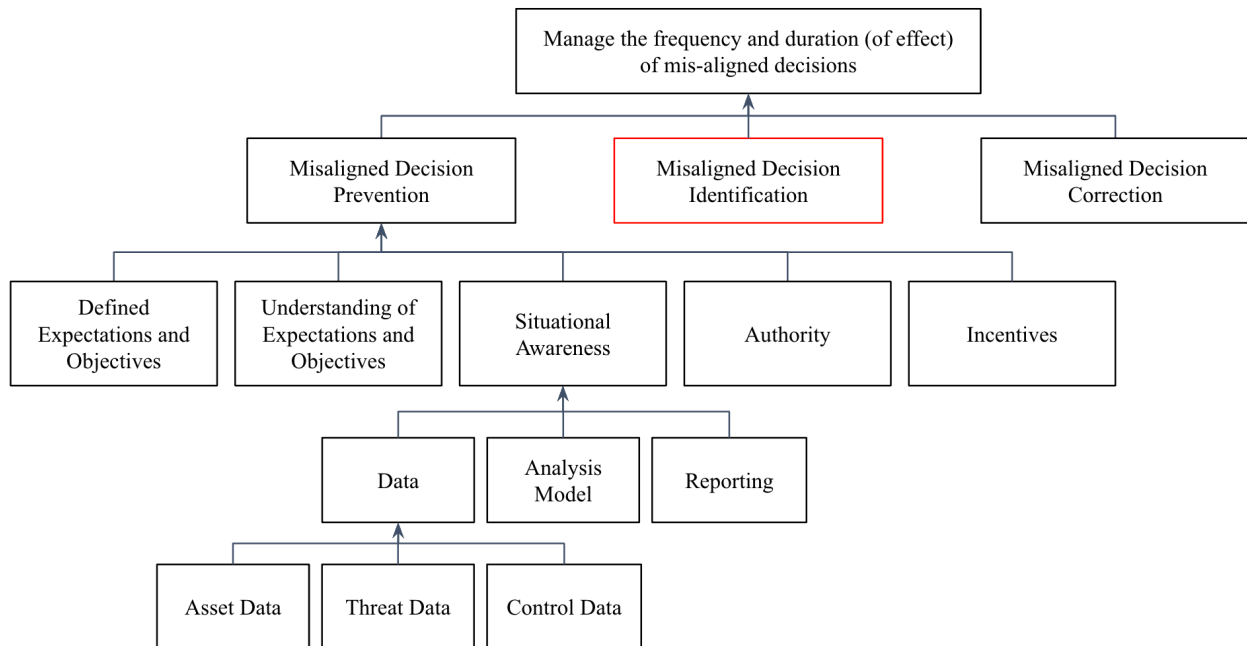 Manage the frequency and duration (of effect)
of mis-aligned decisions
Misaligned Decision
Prevention
Misaligned Decision
Identification
Misaligned Decision
Correction
Defined
Expectations and
Objectives
Understanding of
Expectations and
Objectives
Situational
Awareness
Authority
Incentives
Data
Analysis
Model
Reporting
Asset Data
Threat Data
Control Data